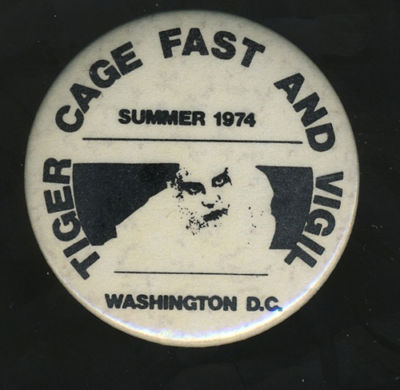 TIGER CAGE FAST AND VIGIL
SUMMER 1974
WASHINGTON D.C.